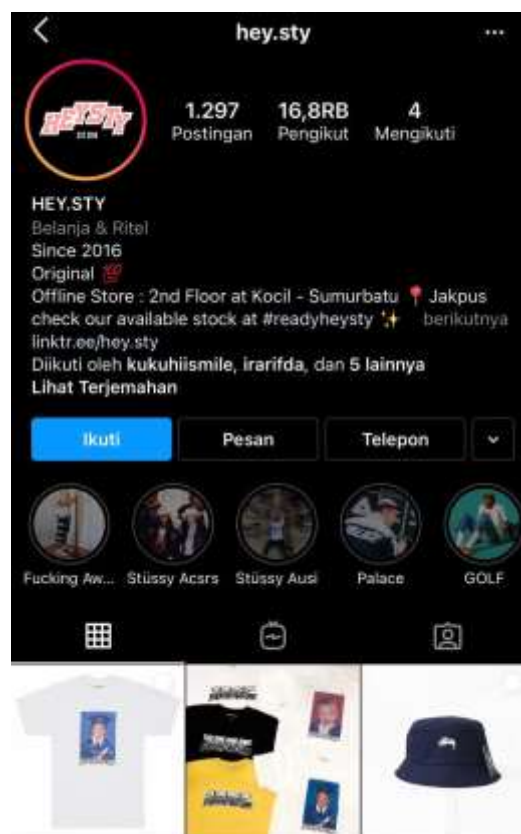 hey.sty
HEYSTY
1.297 16,8RB 4
Postingan Pengikut Mengikuti
HEY.STY
Belanja & Ritel
Since 2016
Original 💯
Offline Store : 2nd Floor at Kocil - Sumurbatu 📍 Jakpus
check our available stock at #readyheysty ✨ berikutnya
linktr.ee/hey.sty
Diikuti oleh kukuhiismile, irarifda, dan 5 lainnya
Lihat Terjemahan
Ikuti Pesan Telepon
Fucking Aw... Stüssy Acsrs Stüssy Ausi Palace GOLF